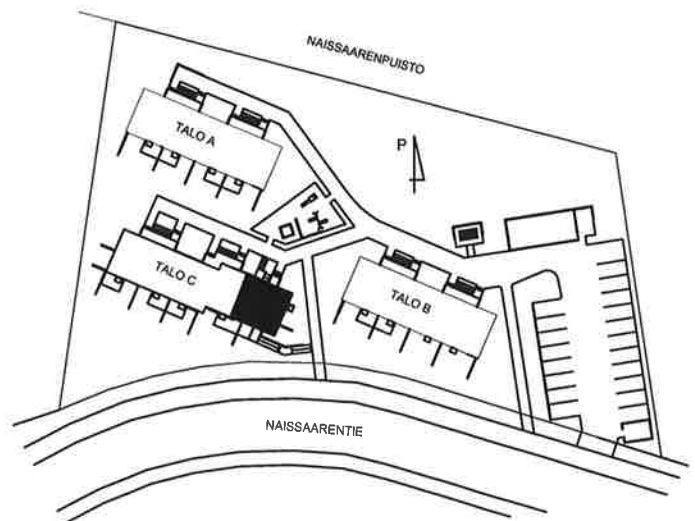 NAISSAARENPUISTO
TALO A
P
TALO C
TALO B
NAISSAARENTIE